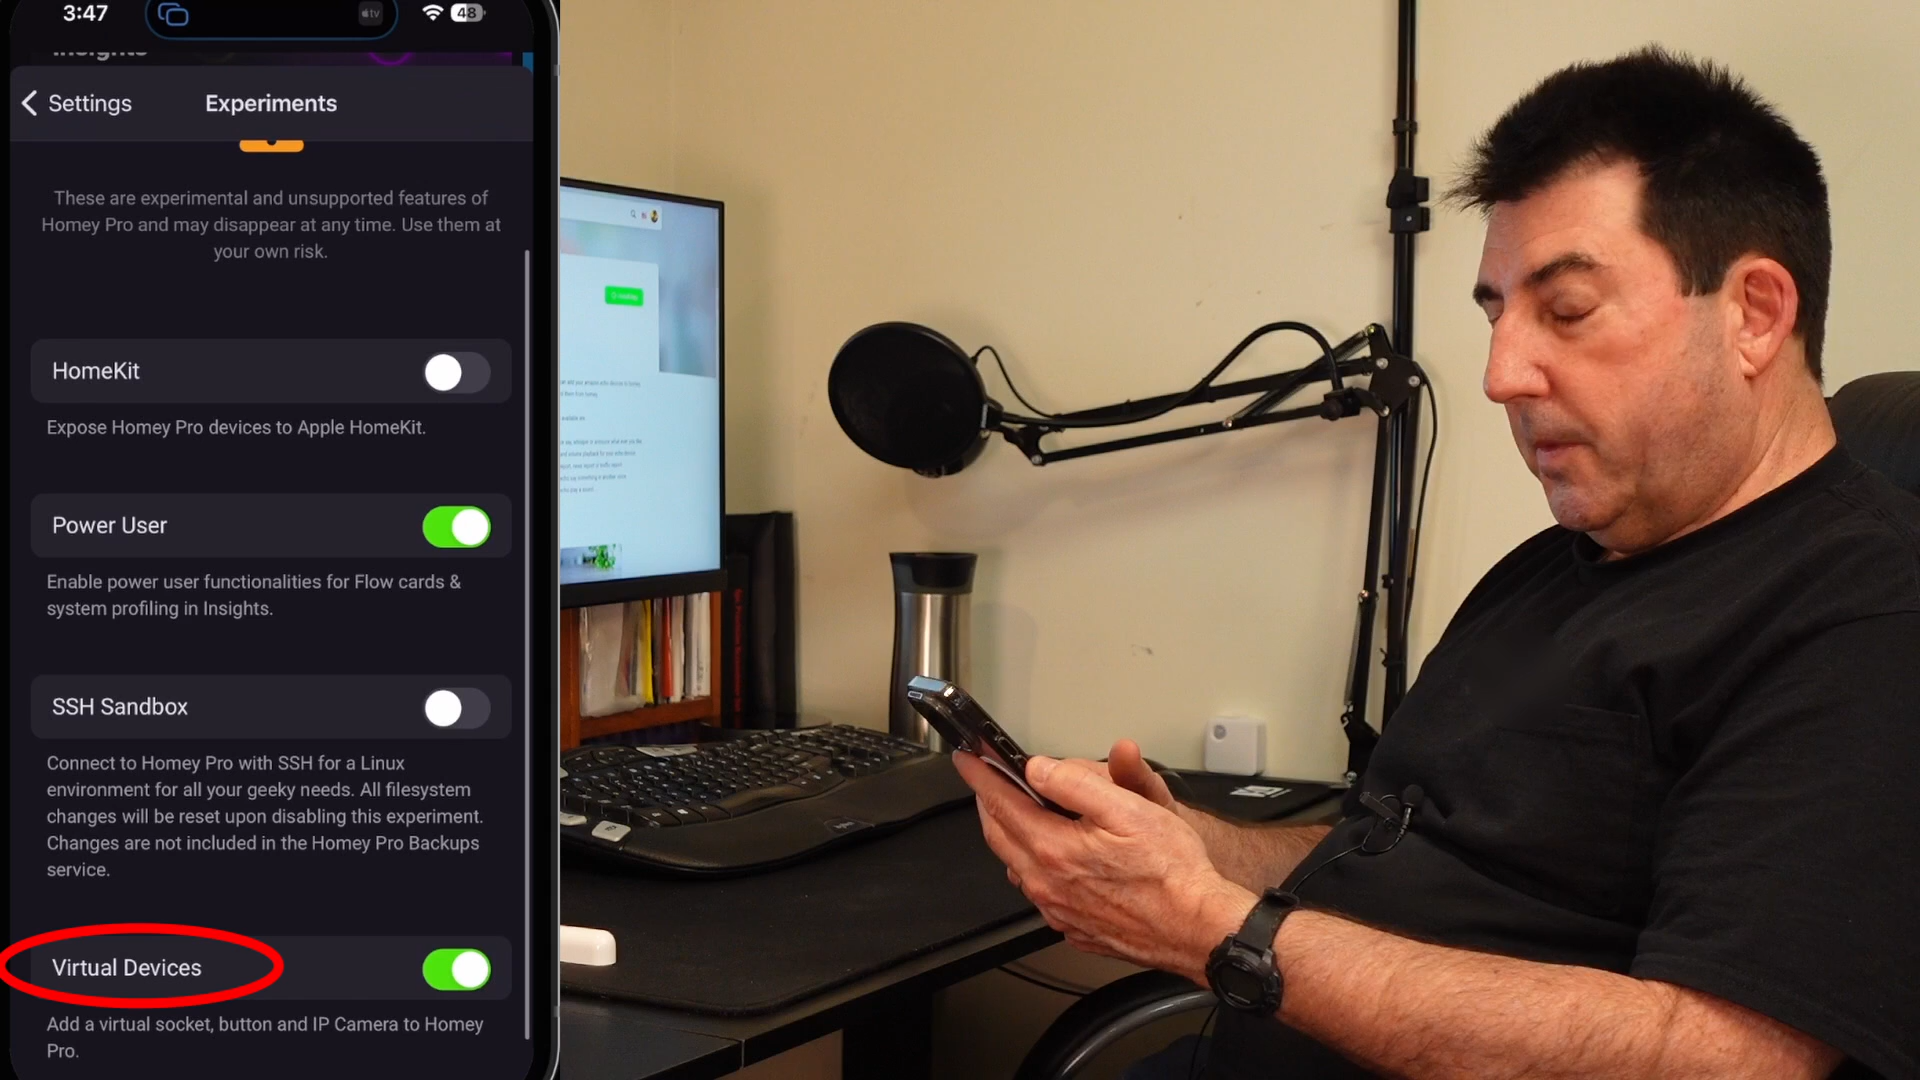 3:47
tv
48
Insights
Settings
Experiments
These are experimental and unsupported features of
Homey Pro and may disappear at any time. Use them at
your own risk.
HomeKit
Expose Homey Pro devices to Apple HomeKit.
Power User
Enable power user functionalities for Flow cards &
system profiling in Insights.
SSH Sandbox
Connect to Homey Pro with SSH for a Linux
environment for all your geeky needs. All filesystem
changes will be reset upon disabling this experiment.
Changes are not included in the Homey Pro Backups
service.
Virtual Devices
Add a virtual socket, button and IP Camera to Homey
Pro.